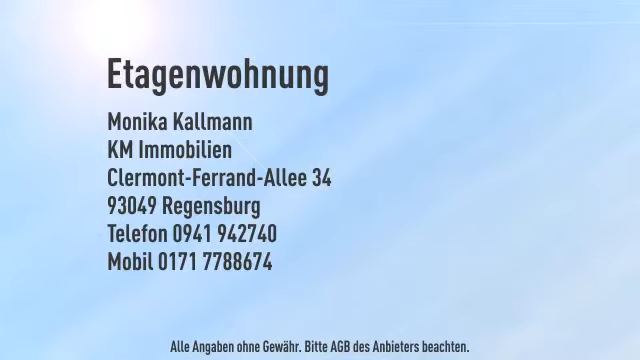 Etagenwohnung
Monika Kallmann
KM Immobilien
Clermont-Ferrand-Allee 34
93049 Regensburg
Telefon 0941 942740
Mobil 0171 7788674
Alle Angaben ohne Gewähr. Bitte AGB des Anbieters beachten.